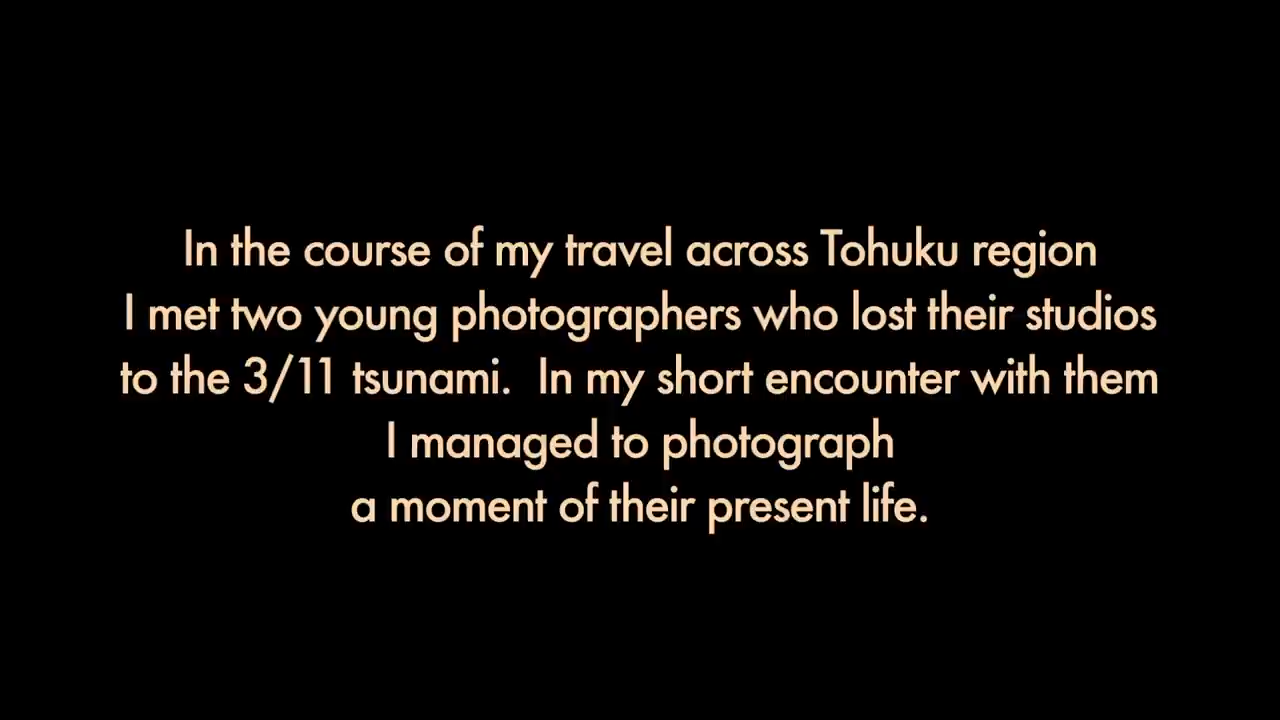 In the course of my travel across Tohuku region
I met two young photographers who lost their studios
to the 3/11 tsunami.  In my short encounter with them
I managed to photograph
a moment of their present life.